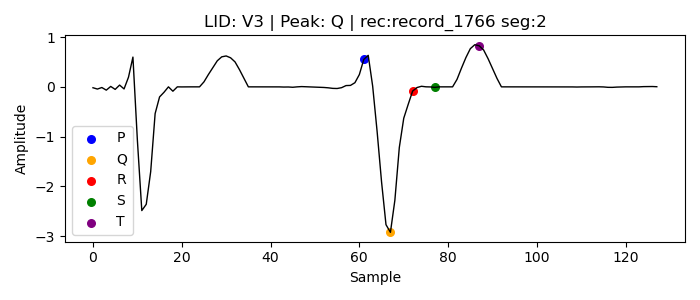 LID: V3 | Peak: Q | rec:record_1766 seg:2
Amplitude
1
0
−1
−2
−3
P
Q
R
S
T
0 20 40 60 80 100 120
Sample